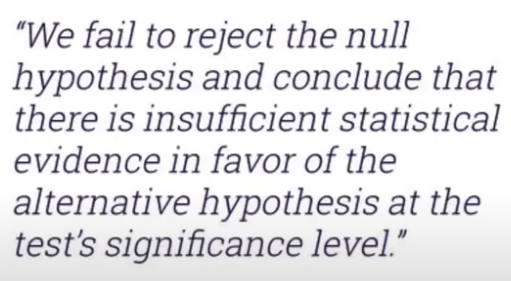 "We fail to reject the null
hypothesis and conclude that
there is insufficient statistical
evidence in favor of the
alternative hypothesis at the
test's significance level."